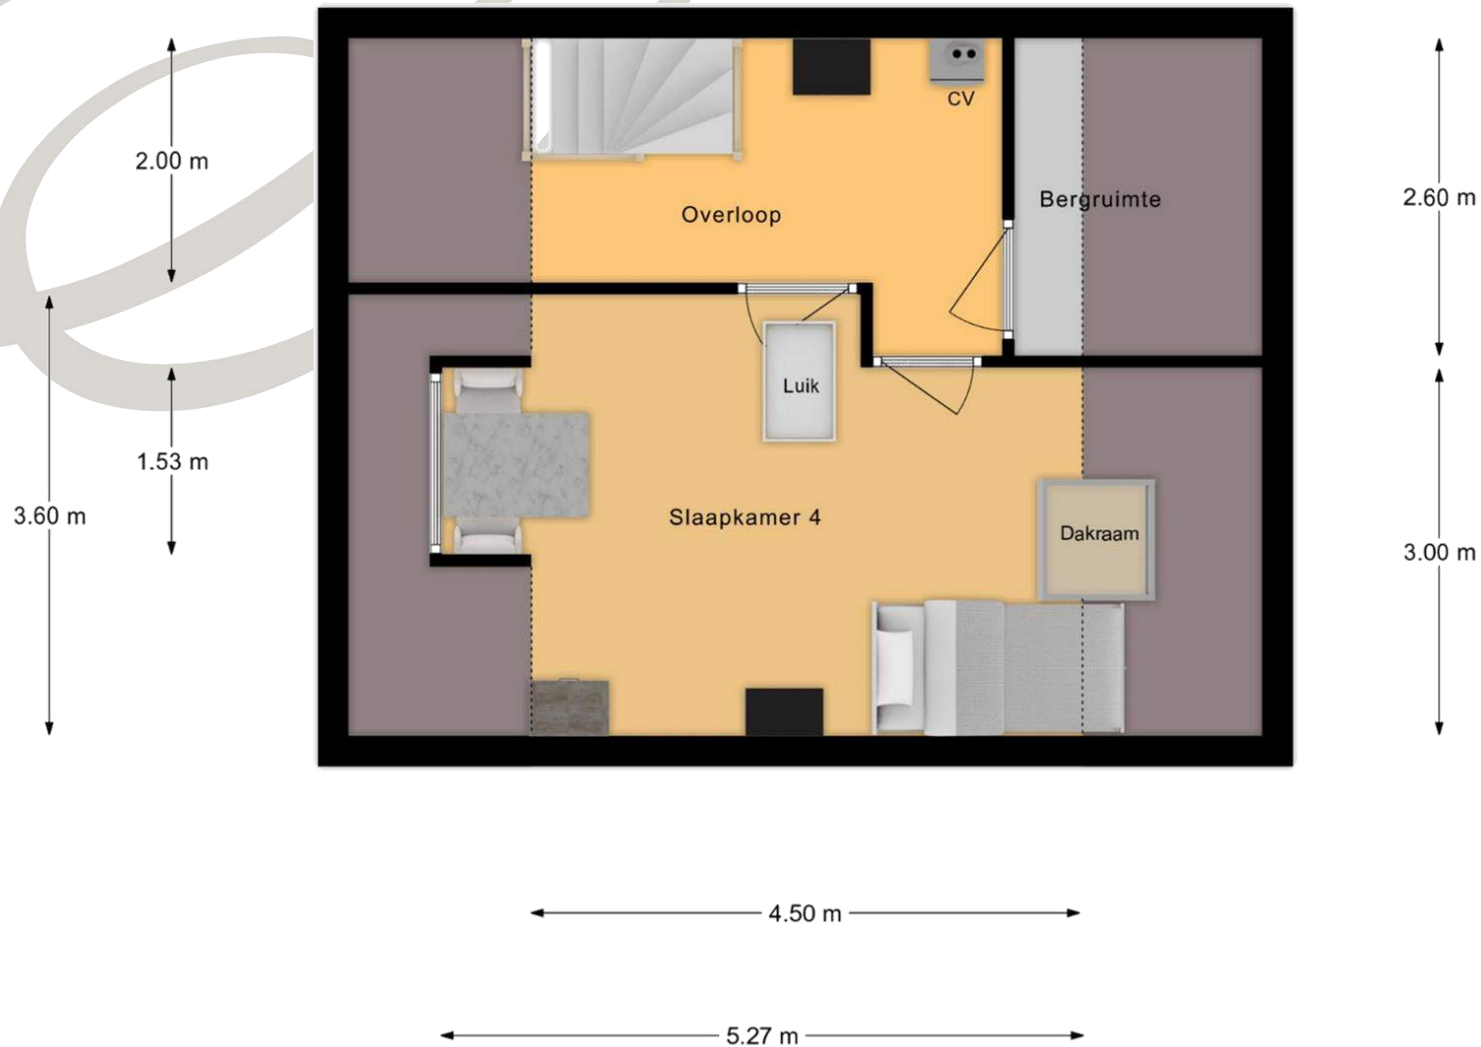 CV
2.00 m
2.60 m
Bergruimte
Overloop
Luik
1.53 m
3.60 m
Slaapkamer 4
Dakraam
3.00 m
4.50 m
5.27 m